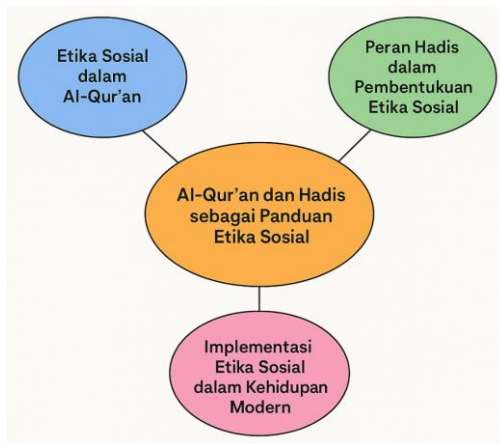 Etika Sosial
dalam
Al-Qur'an
Peran Hadis
dalam
Pembentukuan
Etika Sosial
Al-Qur'an dan Hadis
sebagai Panduan
Etika Sosial
Implementasi
Etika Sosial
dalam Kehidupan
Modern